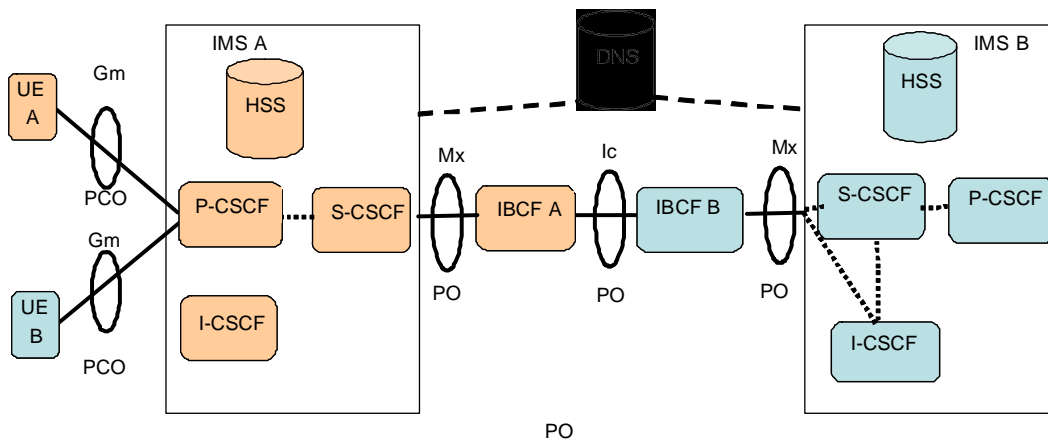 IMS A
DNS
IMS B
Gm
HSS
HSS
UE
A
Mx
Ic
Mx
PCO
P-CSCF
S-CSCF
IBCF A
IBCF B
S-CSCF
P-CSCF
Gm
PO
PO
PO
UE
B
I-CSCF
I-CSCF
PCO
PO